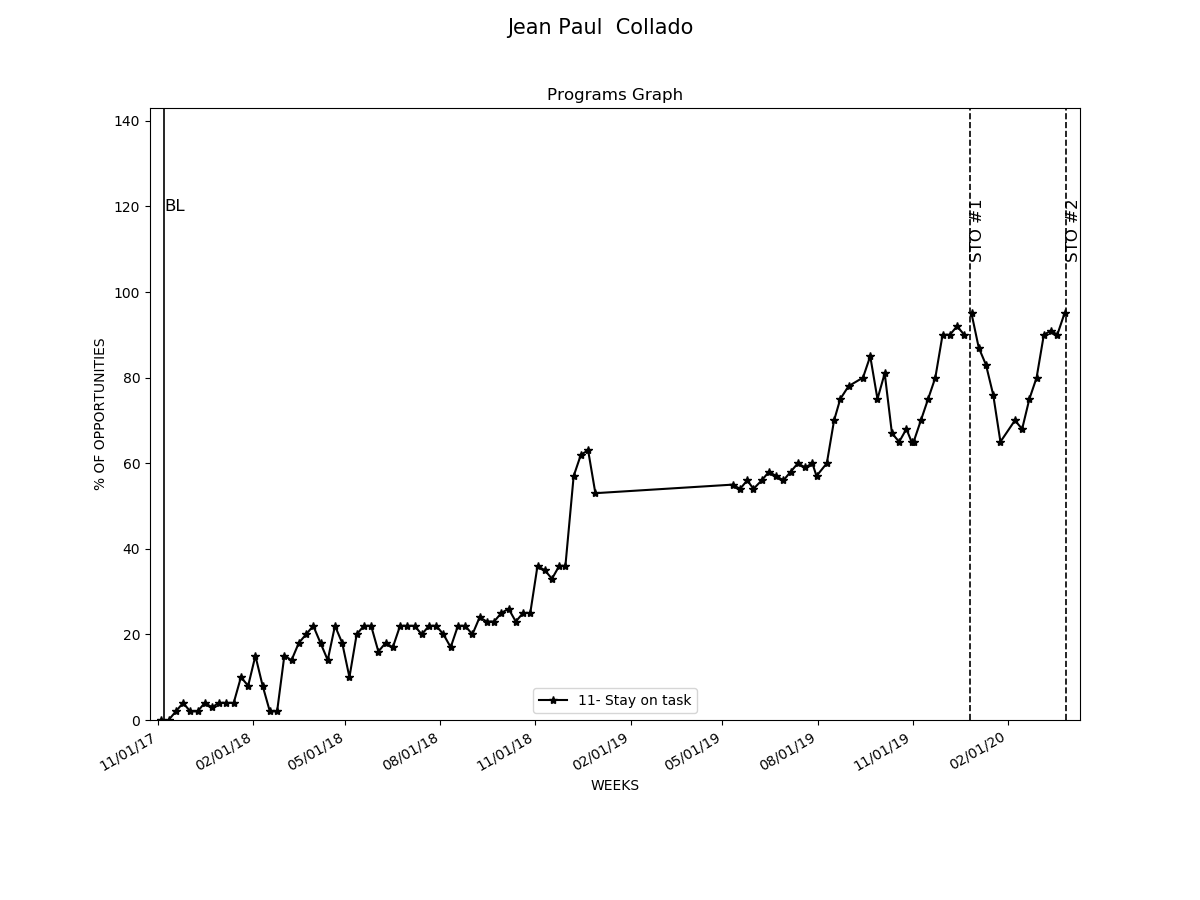 Jean Paul  Collado
Programs Graph
140
120
100
80
60
40
20
0
% OF OPPORTUNITIES
BL
STO #1
STO #2
11- Stay on task
11/01/17
02/01/18
05/01/18
08/01/18
11/01/18
02/01/19
05/01/19
08/01/19
11/01/19
02/01/20
WEEKS